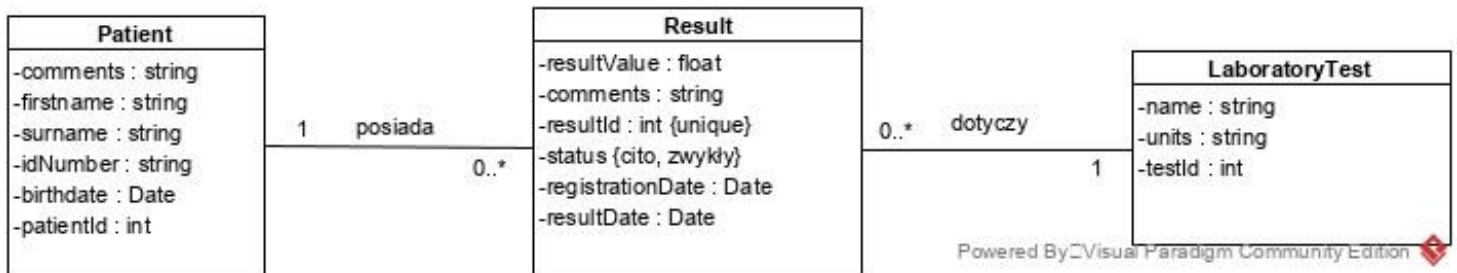 Patient
-comments : string
-firstname : string
-surname : string
-idNumber : string
-birthdate : Date
-patientId : int
1
posiada
0..*
Result
-resultValue : float
-comments : string
-resultId : int {unique}
-status {cito, zwykły}
-registrationDate : Date
-resultDate : Date
0..*
dotyczy
1
LaboratoryTest
-name : string
-units : string
-testId : int
Powered By Visual Paradigm Community Edition